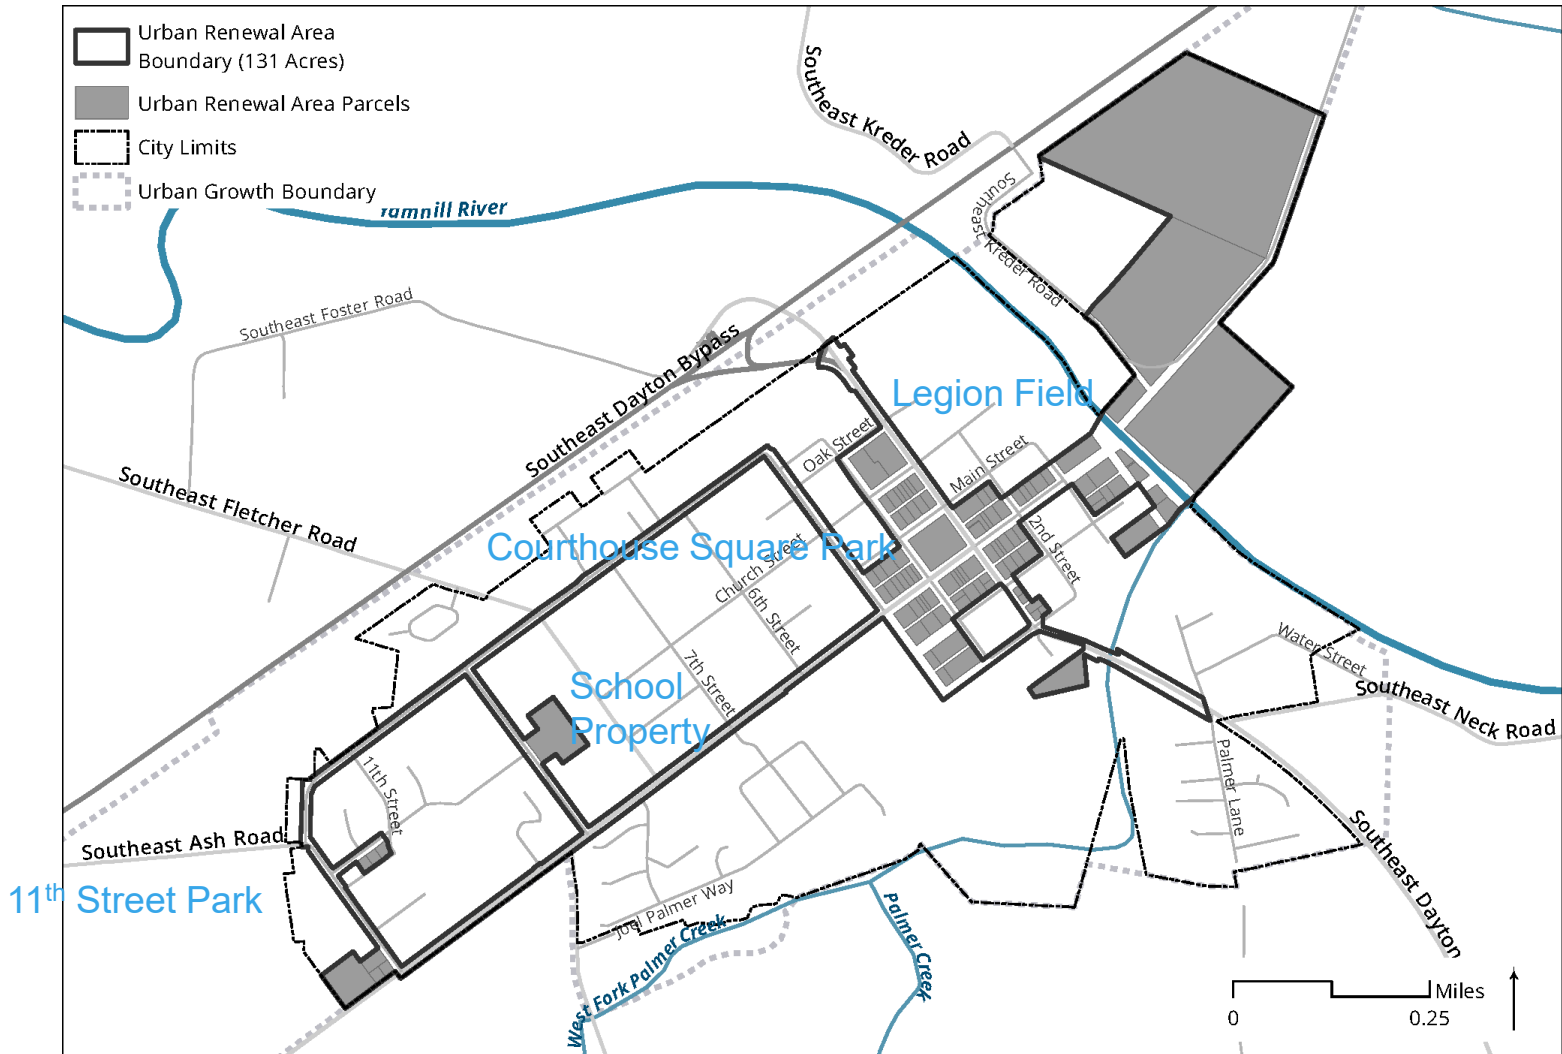 Urban Renewal Area
Boundary (131 Acres)
Urban Renewal Area Parcels
City Limits
Urban Growth Boundary
Southeast Kreder Road
River
Southeast Kreder Road
Southeast Foster Road
Southeast Dayton Bypass
Legion Field
Oak Street
Main Street
Southeast Fletcher Road
Courthouse Square Park
2nd Street
Church Street
6th Street
7th Street
School
Property
Water Street
Southeast Neck Road
Palmer Lane
11th Street
Southeast Ash Road
11th Street Park
Joel Palmer Way
West Fork Palmer Creek
Palmer Creek
Southeast Dayton
Miles
0
0.25